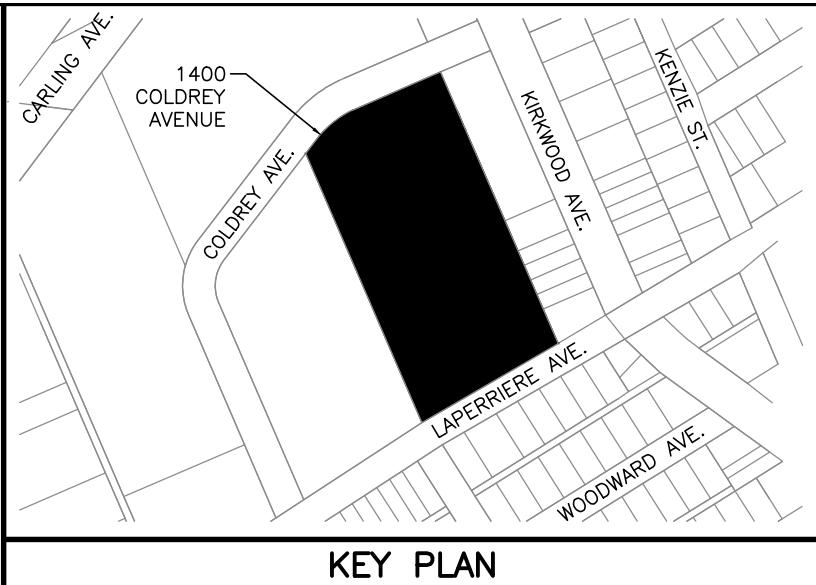 CARLING AVE.
1400
COLDREY
AVENUE
COLDREY AVE.
KIRKWOOD AVE.
KENZIE ST.
LAPERRIERE AVE.
WOODWARD AVE.
KEY PLAN